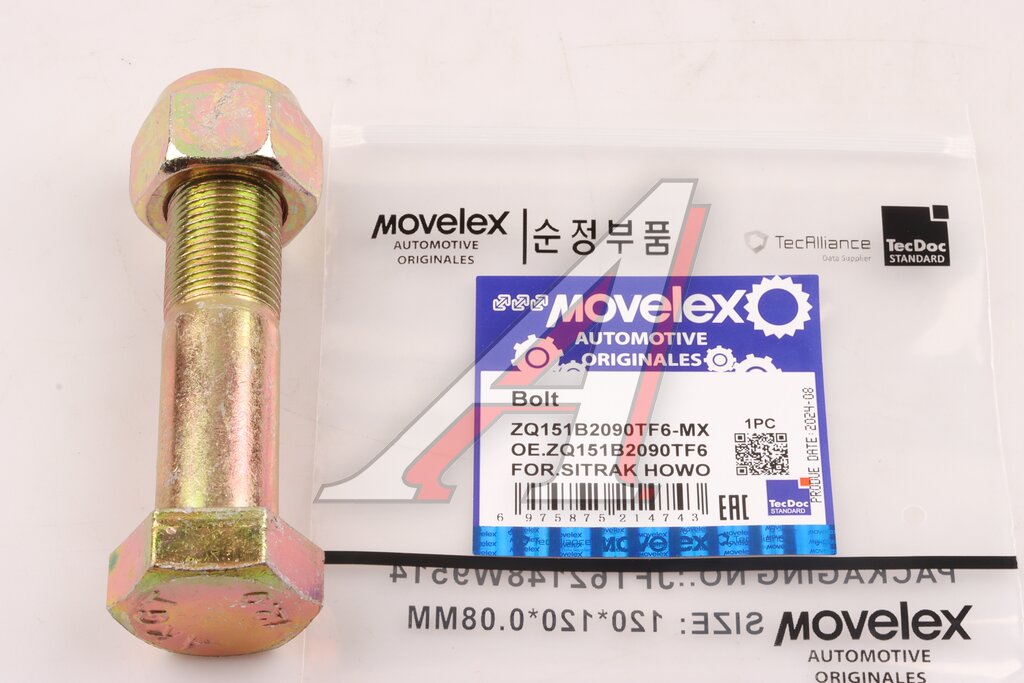 MOVELEX
AUTOMOTIVE
ORIGINALES
순정부품
TecAlliance
Data Supplier
TecDoc
STANDARD
MOVELEX
AUTOMOTIVE
ORIGINALES
Bolt
ZQ151B2090TF6-MX
OE.ZQ151B2090TF6
FOR.SITRAK HOWO
1PC
PRODUE DATE:2024-08
6 975875 214743
EAC
TecDoc
STANDARD
MOVELEX
PACKAGING NO.:JFT62148W9514
SIZE: 120*120*0.08MM
MOVELEX
AUTOMOTIVE
ORIGINALES